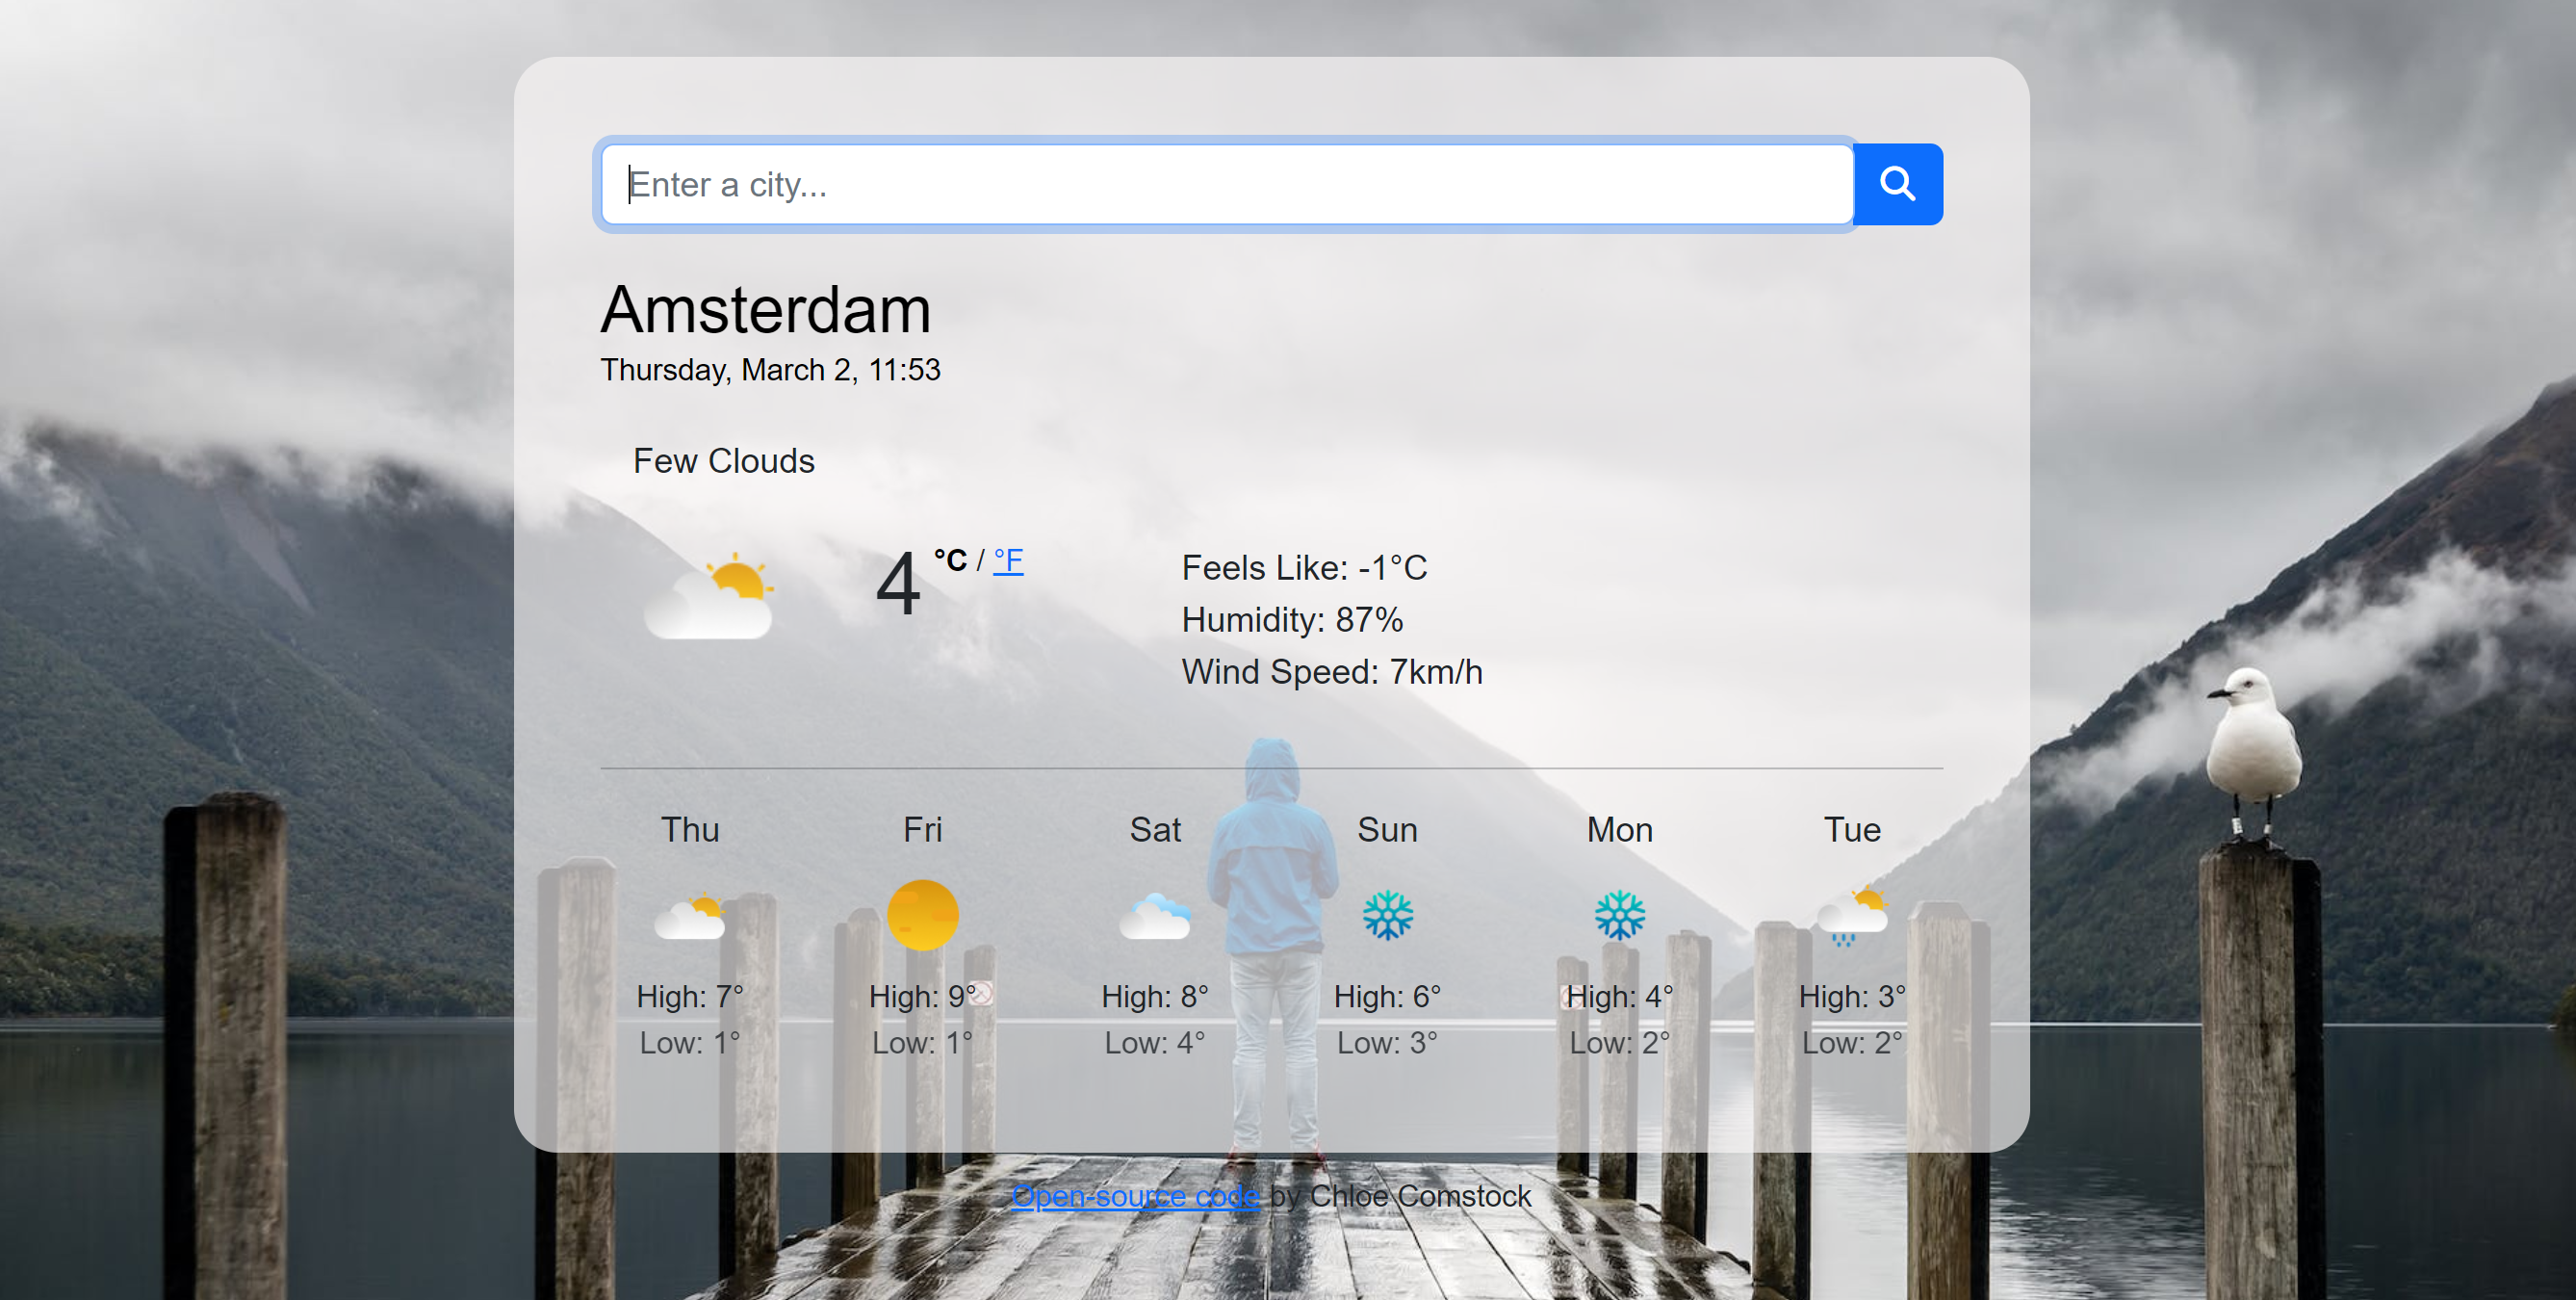 Enter a city...
Amsterdam
Thursday, March 2, 11:53
Few Clouds
4 °C / °F
Feels Like: -1°C
Humidity: 87%
Wind Speed: 7km/h
Thu Fri Sat Sun Mon Tue
High: 7° High: 9° High: 8° High: 6° High: 4° High: 3°
Low: 1° Low: 1° Low: 4° Low: 3° Low: 2° Low: 2°
Open-source code by Chloe Comstock